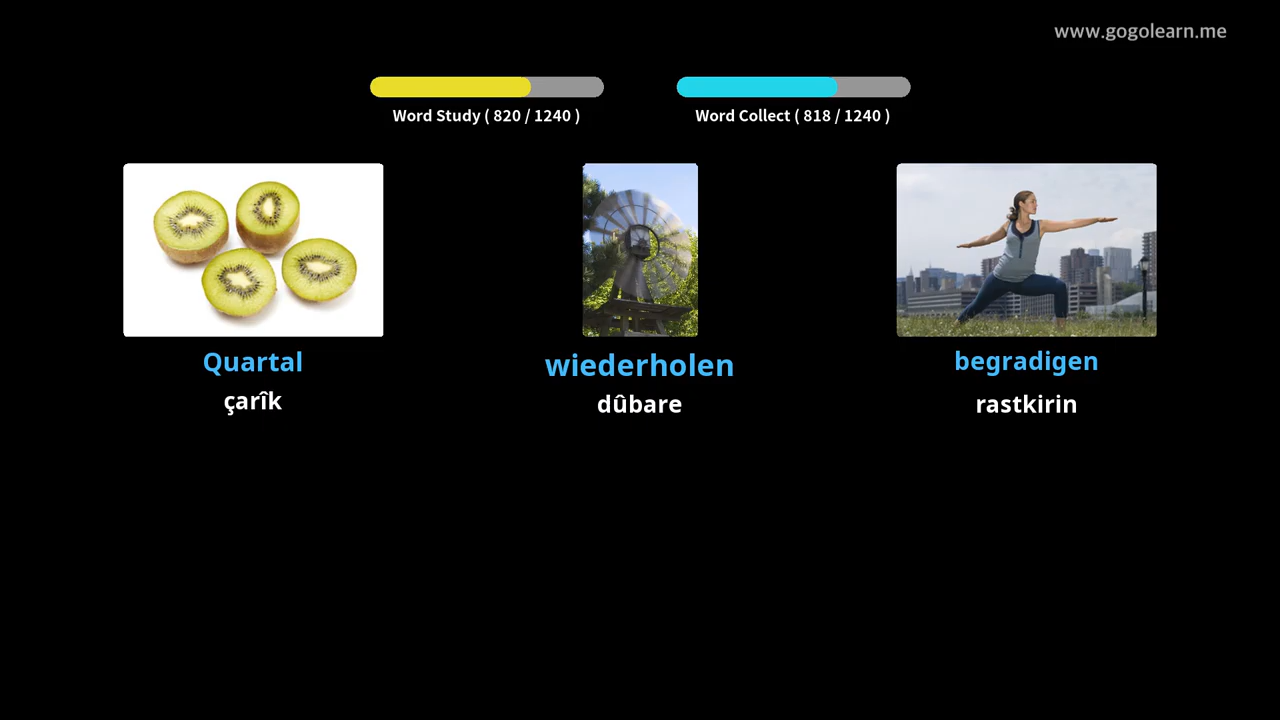 www.gogolearn.me
Word Study ( 820 / 1240 )
Word Collect ( 818 / 1240 )
Quartal
çarîk
wiederholen
dûbare
begradigen
rastkirin